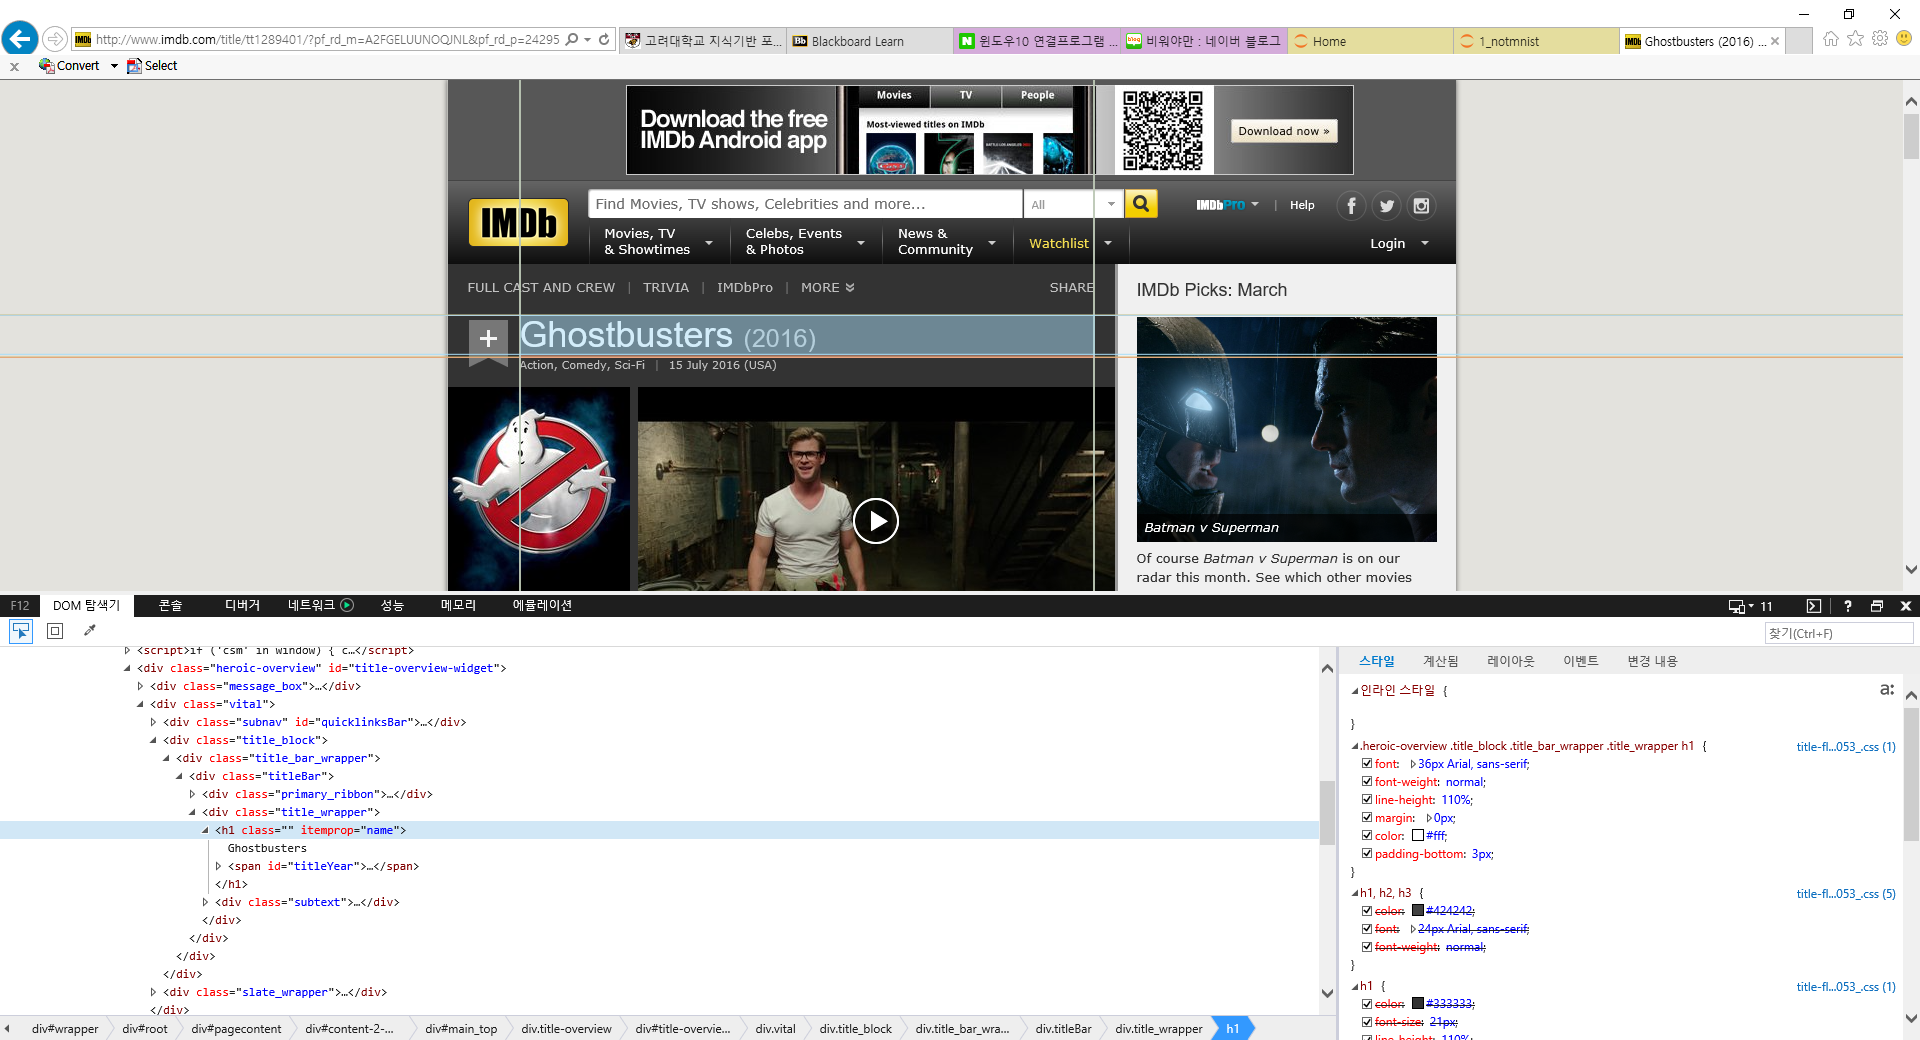 IMDb http://www.imdb.com/title/tt1289401/?pf_rd_m=A2FGELUUNOQJNL&pf_rd_p=24295
고려대학교 지식기반 포...
Bb Blackboard Learn
N 윈도우10 연결프로그램 ...
blog 비워야만 : 네이버 블로그
Home
1_notmnist
IMDb Ghostbusters (2016) ...
x Convert Select
Download the free
IMDb Android app
Movies TV People
Most-viewed titles on IMDb
Download now »
IMDb
Find Movies, TV shows, Celebrities and more...
All
IMDbPro | Help
Movies, TV
& Showtimes
Celeb​s, Events
& Photos
News &
Community
Watchlist
Login
FULL CAST AND CREW | TRIVIA | IMDbPro | MORE
SHARE
IMDb Picks: March
+ Ghostbusters (2016)
Action, Comedy, Sci-Fi | 15 July 2016 (USA)
Batman v Superman
Of course Batman v Superman is on our
radar this month. See which other movies
F12 DOM 탐색기 콘솔 디버거 네트워크 성능 메모리 에뮬레이션
11 ?
찾기(Ctrl+F)
<script>if ('csm' in window) { c…</script>
<div class="heroic-overview" id="title-overview-widget">
<div class="message_box">…</div>
<div class="vital">
<div class="subnav" id="quicklinksBar">…</div>
<div class="title_block">
<div class="title_bar_wrapper">
<div class="titleBar">
<div class="primary_ribbon">…</div>
<div class="title_wrapper">
<h1 class="" itemprop="name">
Ghostbusters
<span id="titleYear">…</span>
</h1>
<div class="subtext">…</div>
</div>
</div>
</div>
</div>
<div class="slate_wrapper">…</div>
</div>
div#wrapper div#root div#pagecontent div#content-2-... div#main_top div.title-overview div#title-overvie... div.vital div.title_block div.title_bar_wra... div.titleBar div.title_wrapper h1
스타일 계산됨 레이아웃 이벤트 변경 내용
인라인 스타일 {
a:
}
.heroic-overview .title_block .title_bar_wrapper .title_wrapper h1 {
title-fl...053_.css (1)
font: 36px Arial, sans-serif;
font-weight: normal;
line-height: 110%;
margin: 0px;
color: #fff;
padding-bottom: 3px;
}
h1, h2, h3 {
title-fl...053_.css (5)
color: #424242;
font: 24px Arial, sans-serif;
font-weight: normal;
}
h1 {
title-fl...053_.css (1)
color: #333333;
font-size: 21px;
line-height: 110%;